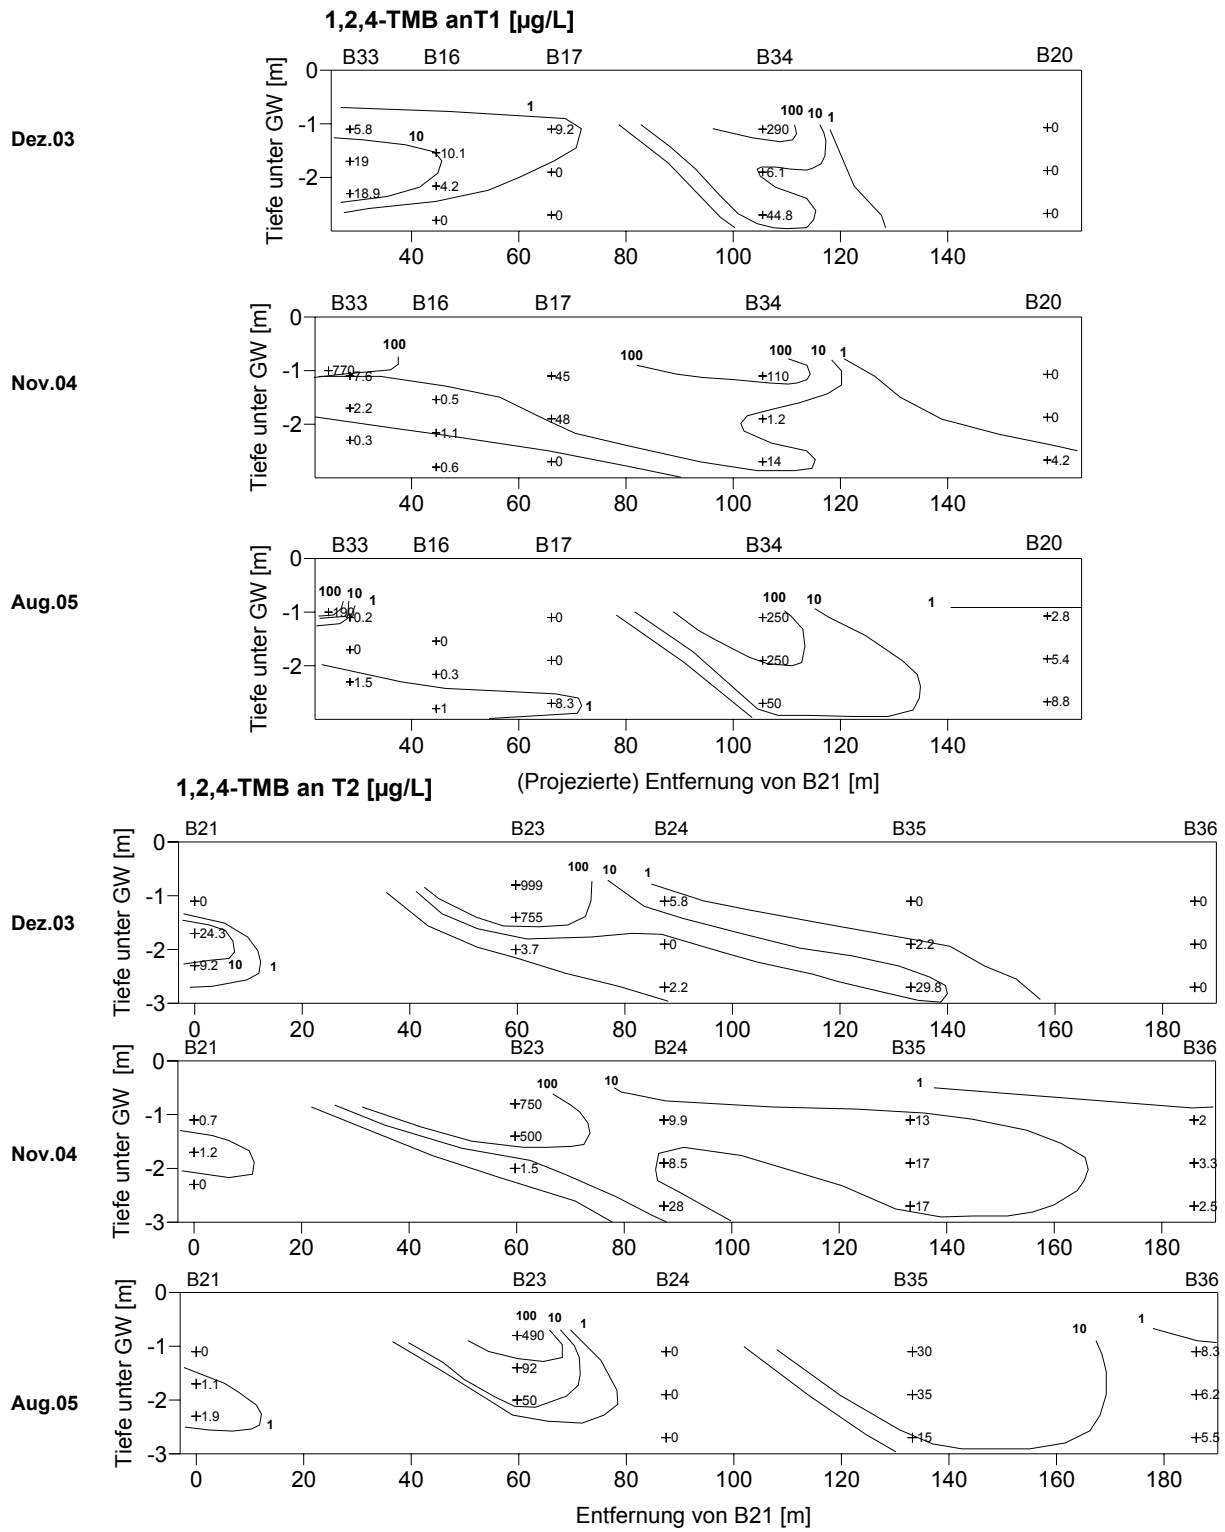 1,2,4-TMB anT1 [µg/L]
B33 B16 B17 B34 B20
Dez.03
Tiefe unter GW [m]
0
-1
-2
1
10
100 10 1
5.8 9.2 290 0
10.1
19 0 6.1 0
18.9 4.2
0 0 44.8 0
40 60 80 100 120 140
B33 B16 B17 B34 B20
Nov.04
Tiefe unter GW [m]
0
-1
-2
100 100 100 10 1
770
7.6 45 110 0
2.2 0.5 48 1.2 0
0.3 1.1
0.6 0 14 4.2
40 60 80 100 120 140
B33 B16 B17 B34 B20
Aug.05
Tiefe unter GW [m]
0
-1
-2
100 10 1 100 10 1
190
0.2 0 250 2.8
0 0 0 250 5.4
1.5 0.3
1 8.3 1 50 8.8
40 60 80 100 120 140
(Projezierte) Entfernung von B21 [m]
1,2,4-TMB an T2 [µg/L]
B21 B23 B24 B35 B36
Dez.03
Tiefe unter GW [m]
0
-1
-2
-3
100 10 1
999
0 755 5.8 0 0
24.3 3.7 0 2.2 0
9.2 10 1
2.2 29.8 0
0 20 40 60 80 100 120 140 160 180
B21 B23 B24 B35 B36
Nov.04
Tiefe unter GW [m]
0
-1
-2
-3
100 10 1
750
0.7 500 9.9 13 2
1.2 1.5 8.5 17 3.3
0 28 17 2.5
0 20 40 60 80 100 120 140 160 180
B21 B23 B24 B35 B36
Aug.05
Tiefe unter GW [m]
0
-1
-2
-3
100 10 1 10 1
490
0 92 0 30 8.3
1.1 50 0 35 6.2
1.9 1
0 15 5.5
0 20 40 60 80 100 120 140 160 180
Entfernung von B21 [m]